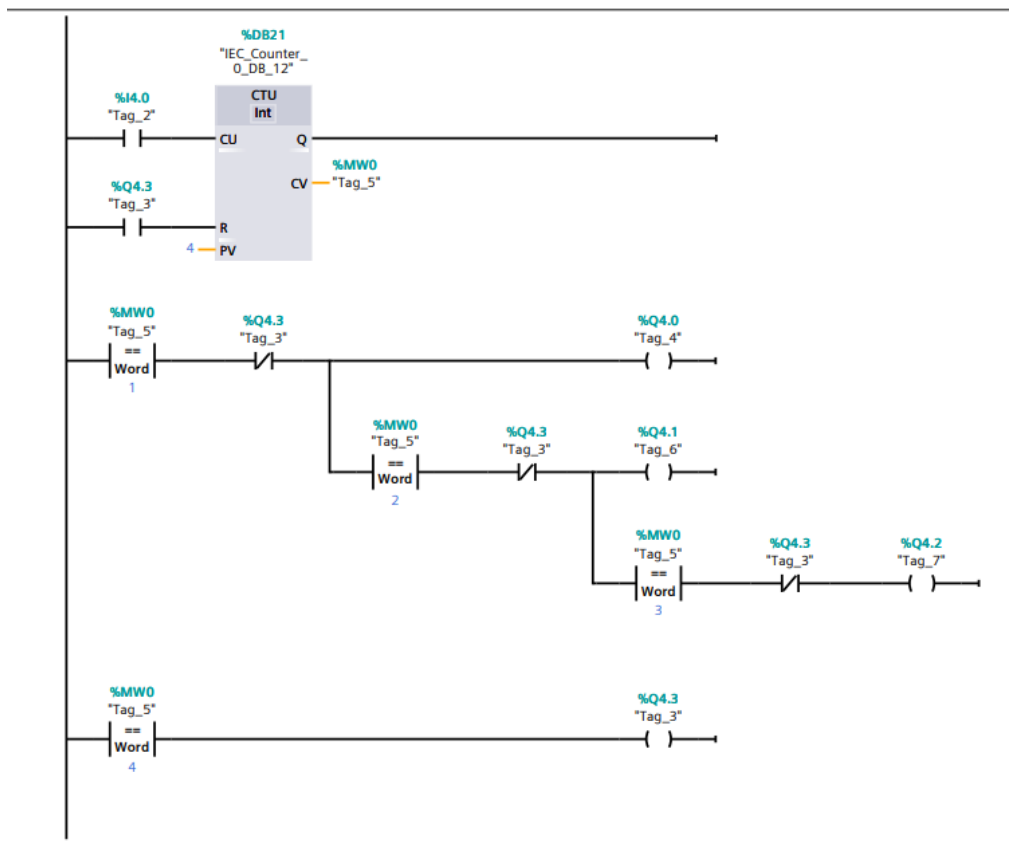 %DB21
"IEC_Counter_
0_DB_12"
CTU
Int
%I4.0
"Tag_2"
CU
Q
%MW0
"Tag_5"
CV
%Q4.3
"Tag_3"
R
4
PV
%MW0
"Tag_5"
==
Word
1
%Q4.3
"Tag_3"
%Q4.0
"Tag_4"
%MW0
"Tag_5"
==
Word
2
%Q4.3
"Tag_3"
%Q4.1
"Tag_6"
%MW0
"Tag_5"
==
Word
3
%Q4.3
"Tag_3"
%Q4.2
"Tag_7"
%MW0
"Tag_5"
==
Word
4
%Q4.3
"Tag_3"